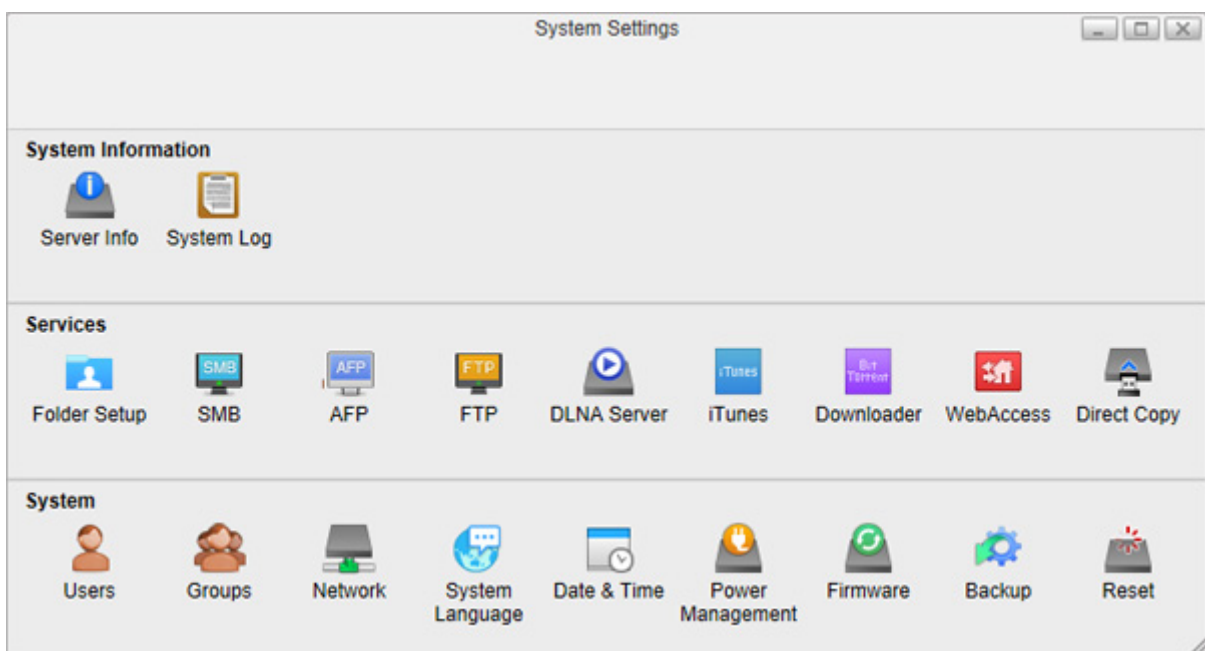 System Settings
System Information
Server Info System Log
Services
SMB AFP FTP iTunes Bit
Torrent
Folder Setup SMB AFP FTP DLNA Server iTunes Downloader WebAccess Direct Copy
System
Users Groups Network System Language Date & Time Power Management Firmware Backup Reset